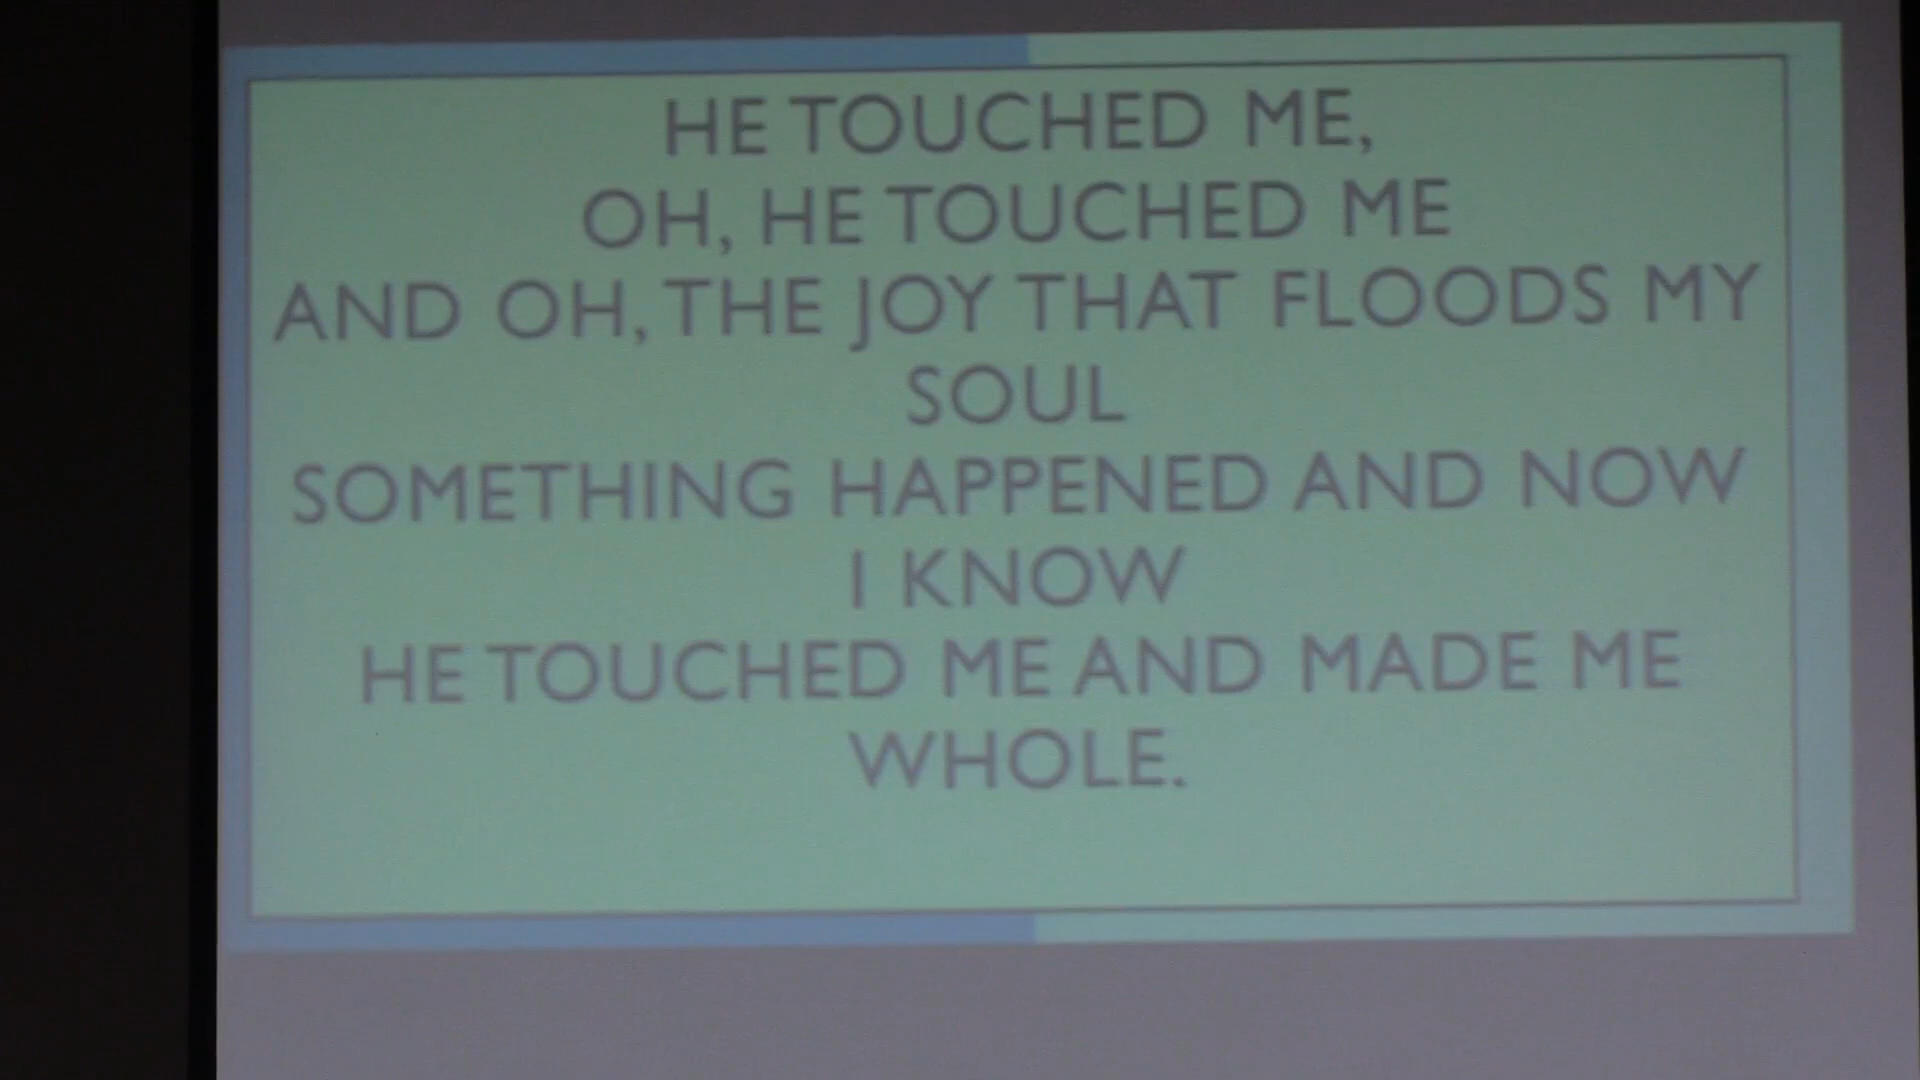 HE TOUCHED ME,
OH, HE TOUCHED ME
AND OH, THE JOY THAT FLOODS MY
SOUL
SOMETHING HAPPENED AND NOW
I KNOW
HE TOUCHED ME AND MADE ME
WHOLE.